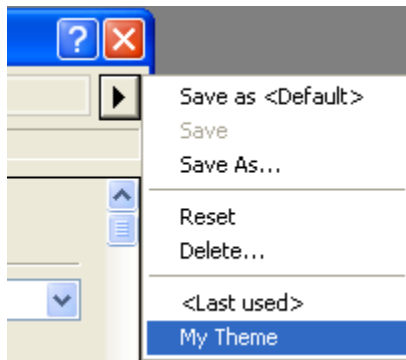 ?
Save as <Default>
Save
Save As...
Reset
Delete...
<Last used>
My Theme